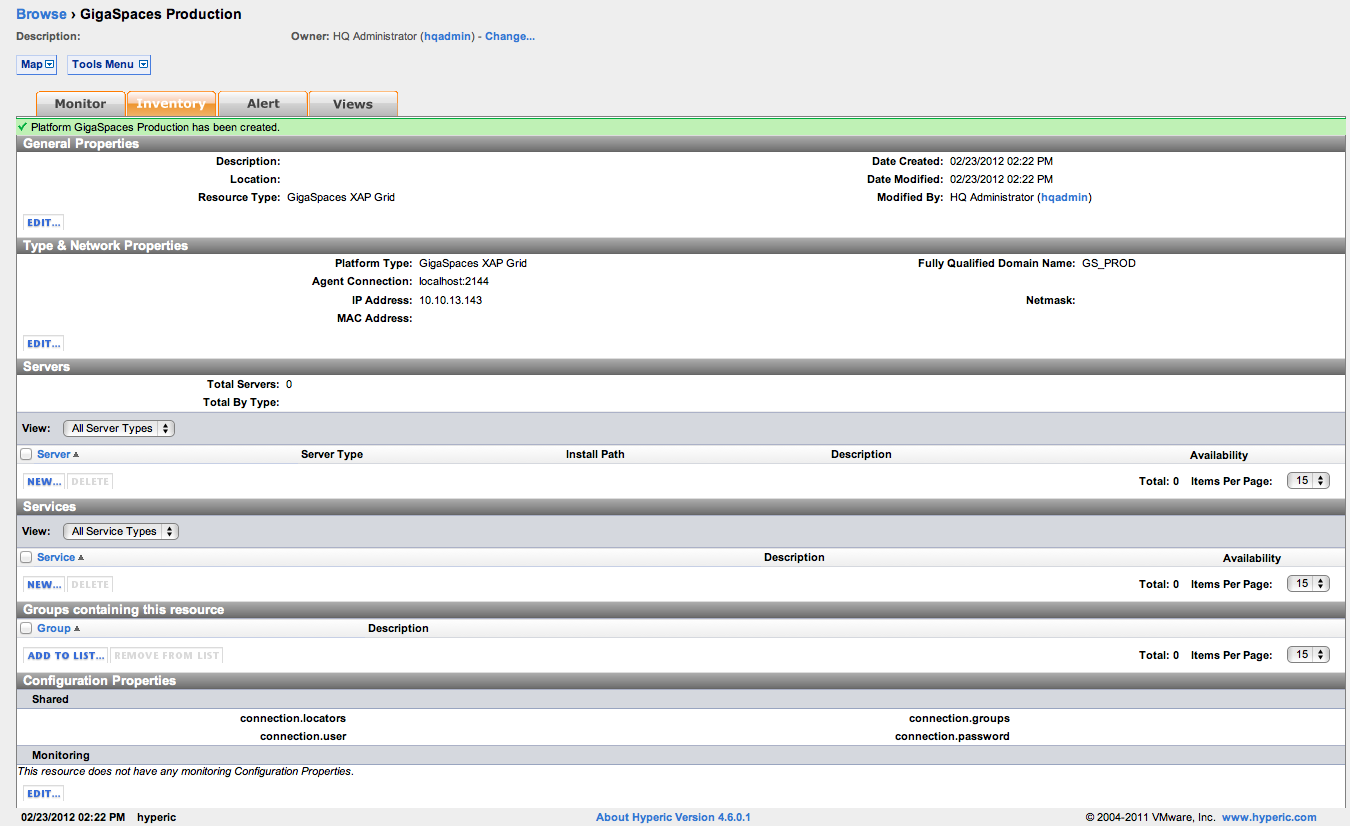 Browse › GigaSpaces Production
Description: Owner: HQ Administrator (hqadmin) - Change...
Map Tools Menu
Monitor Inventory Alert Views
Platform GigaSpaces Production has been created.
General Properties
Description: Date Created: 02/23/2012 02:22 PM
Location: Date Modified: 02/23/2012 02:22 PM
Resource Type: GigaSpaces XAP Grid Modified By: HQ Administrator (hqadmin)
EDIT...
Type & Network Properties
Platform Type: GigaSpaces XAP Grid Fully Qualified Domain Name: GS_PROD
Agent Connection: localhost:2144
IP Address: 10.10.13.143 Netmask:
MAC Address:
EDIT...
Servers
Total Servers: 0
Total By Type:
View: All Server Types
Server Server Type Install Path Description Availability
NEW... DELETE Total: 0 Items Per Page: 15
Services
View: All Service Types
Service Description Availability
NEW... DELETE Total: 0 Items Per Page: 15
Groups containing this resource
Group Description
ADD TO LIST... REMOVE FROM LIST Total: 0 Items Per Page: 15
Configuration Properties
Shared
connection.locators connection.groups
connection.user connection.password
Monitoring
This resource does not have any monitoring Configuration Properties.
EDIT...
02/23/2012 02:22 PM hyperic About Hyperic Version 4.6.0.1 © 2004-2011 VMware, Inc. www.hyperic.com